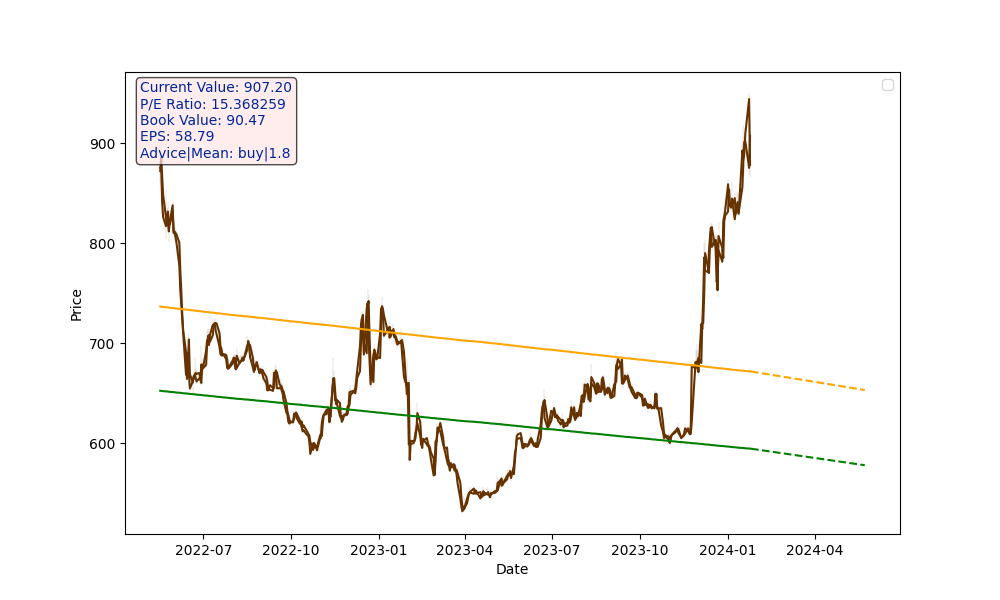 Current Value: 907.20
P/E Ratio: 15.368259
Book Value: 90.47
EPS: 58.79
Advice|Mean: buy|1.8
900
800
700
600
Price
2022-07 2022-10 2023-01 2023-04 2023-07 2023-10 2024-01 2024-04
Date